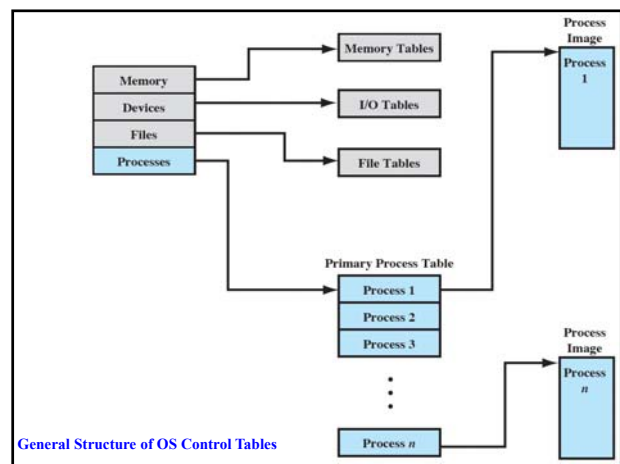 Process
Image
Memory Tables
Process
1
Memory
Devices
I/O Tables
Files
Processes
File Tables
Primary Process Table
Process 1
Process 2
Process 3
Process
Image
Process
n
Process n
General Structure of OS Control Tables